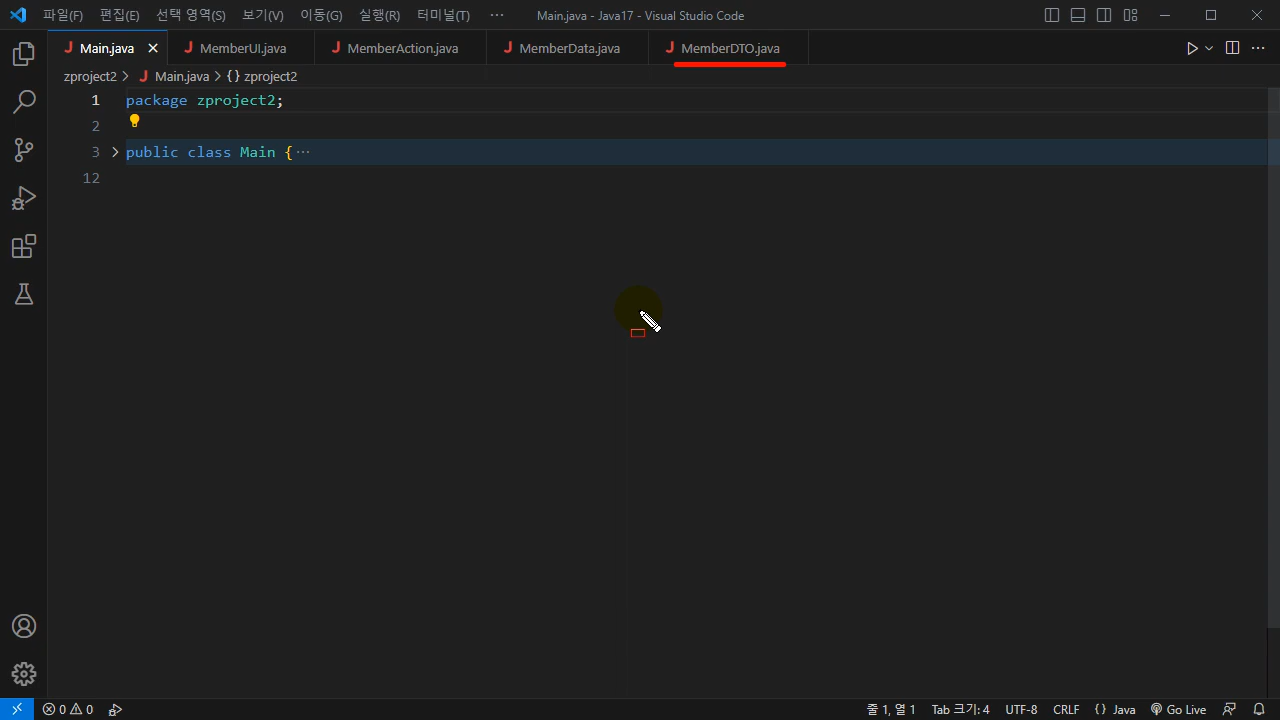 파일(F) 편집(E) 선택 영역(S) 보기(V) 이동(G) 실행(R) 터미널(T) ··· Main.java - Java17 - Visual Studio Code
J Main.java J MemberUI.java J MemberAction.java J MemberData.java J MemberDTO.java
zproject2 > J Main.java > {} zproject2
1 package zproject2;
2
3 public class Main {···
12
0 0 줄 1, 열 1 Tab 크기: 4 UTF-8 CRLF {} Java Go Live